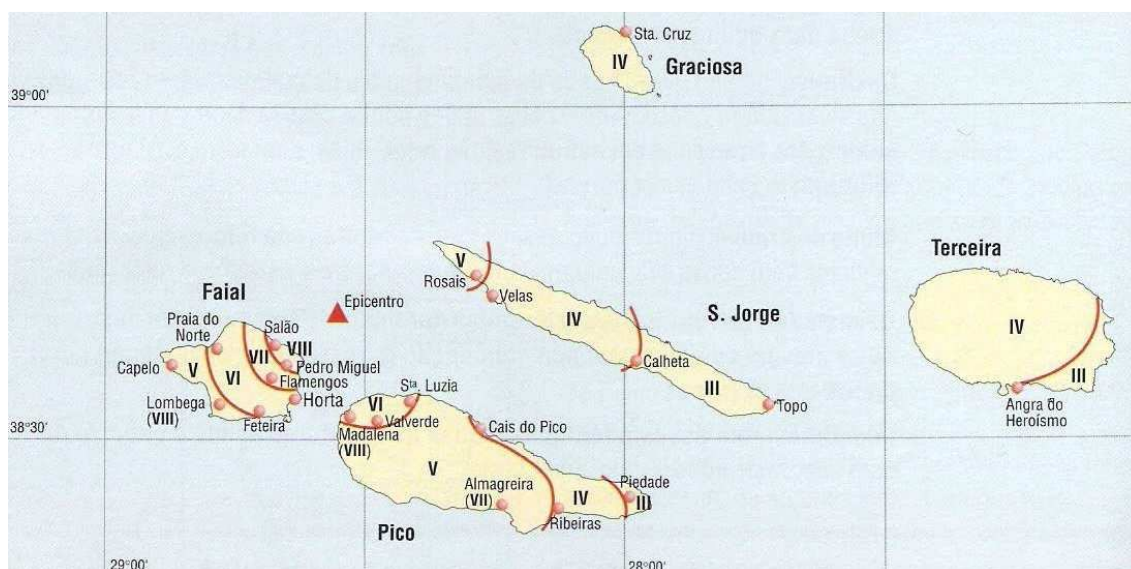 Sta. Cruz
IV
Graciosa
39°00'
Terceira
V
Rosais
Velas
Faial
Epicentro
IV
S. Jorge
IV
Praia do
Norte
Salão
VII
VIII
Capelo
V
VI
Pedro Miguel
Flamengos
Calheta
III
III
Lombega
(VIII)
Horta
Feteira
Sta. Luzia
VI
Valverde
Topo
Angra do
Heroísmo
38°30'
Madalena
(VIII)
Cais do Pico
V
Almagreira
(VII)
Piedade
IV
III
Ribeiras
Pico
29°00'
28°00'